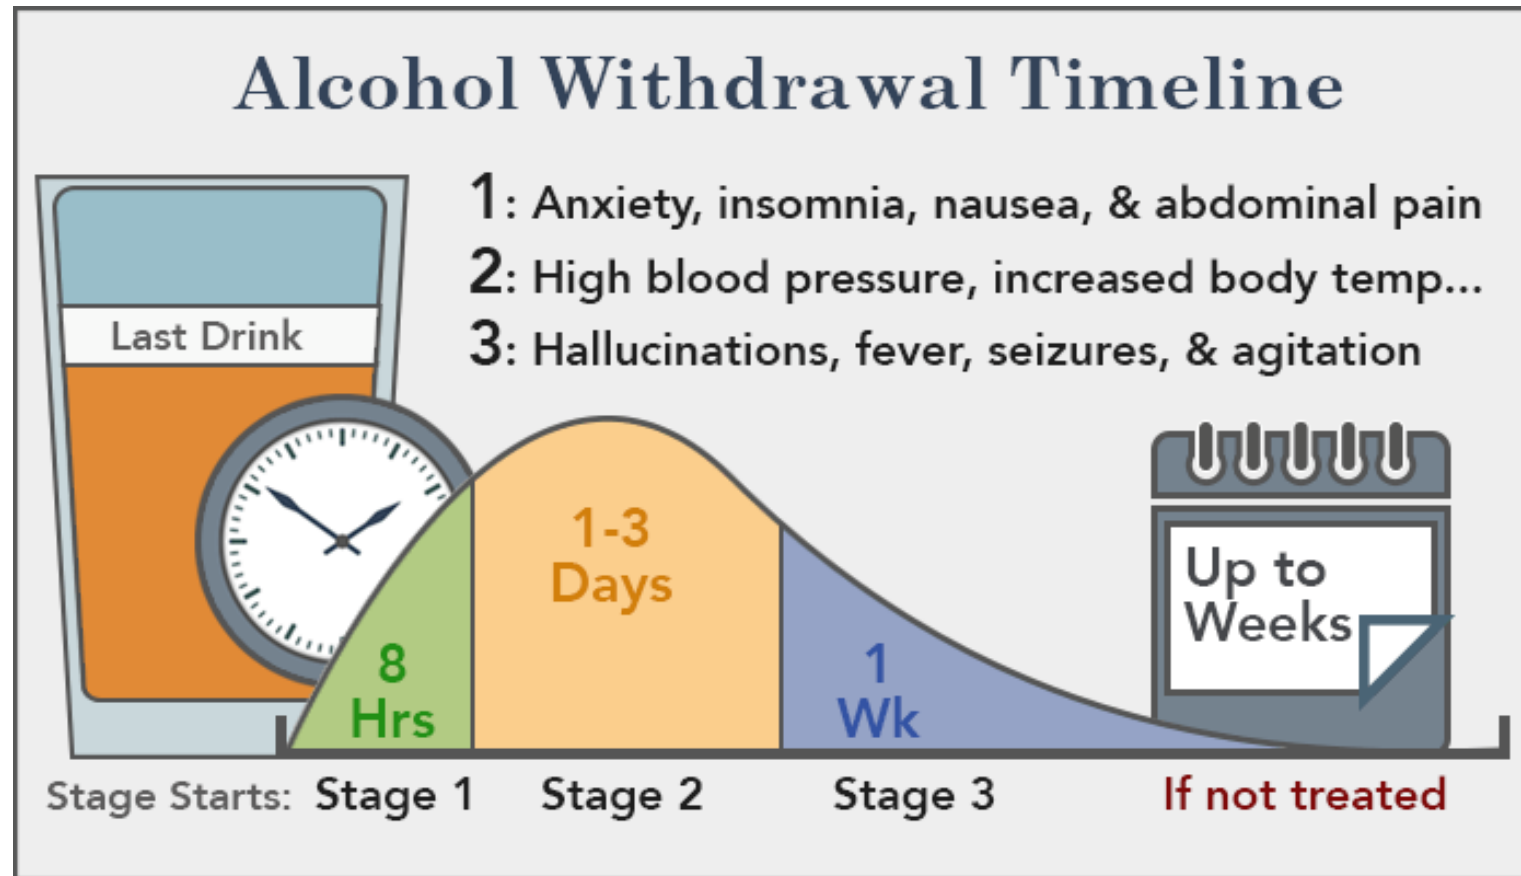 Alcohol Withdrawal Timeline
1: Anxiety, insomnia, nausea, & abdominal pain
2: High blood pressure, increased body temp...
3: Hallucinations, fever, seizures, & agitation
Last Drink
8
Hrs
1-3
Days
1
Wk
Up to
Weeks
Stage Starts: Stage 1 Stage 2 Stage 3 If not treated